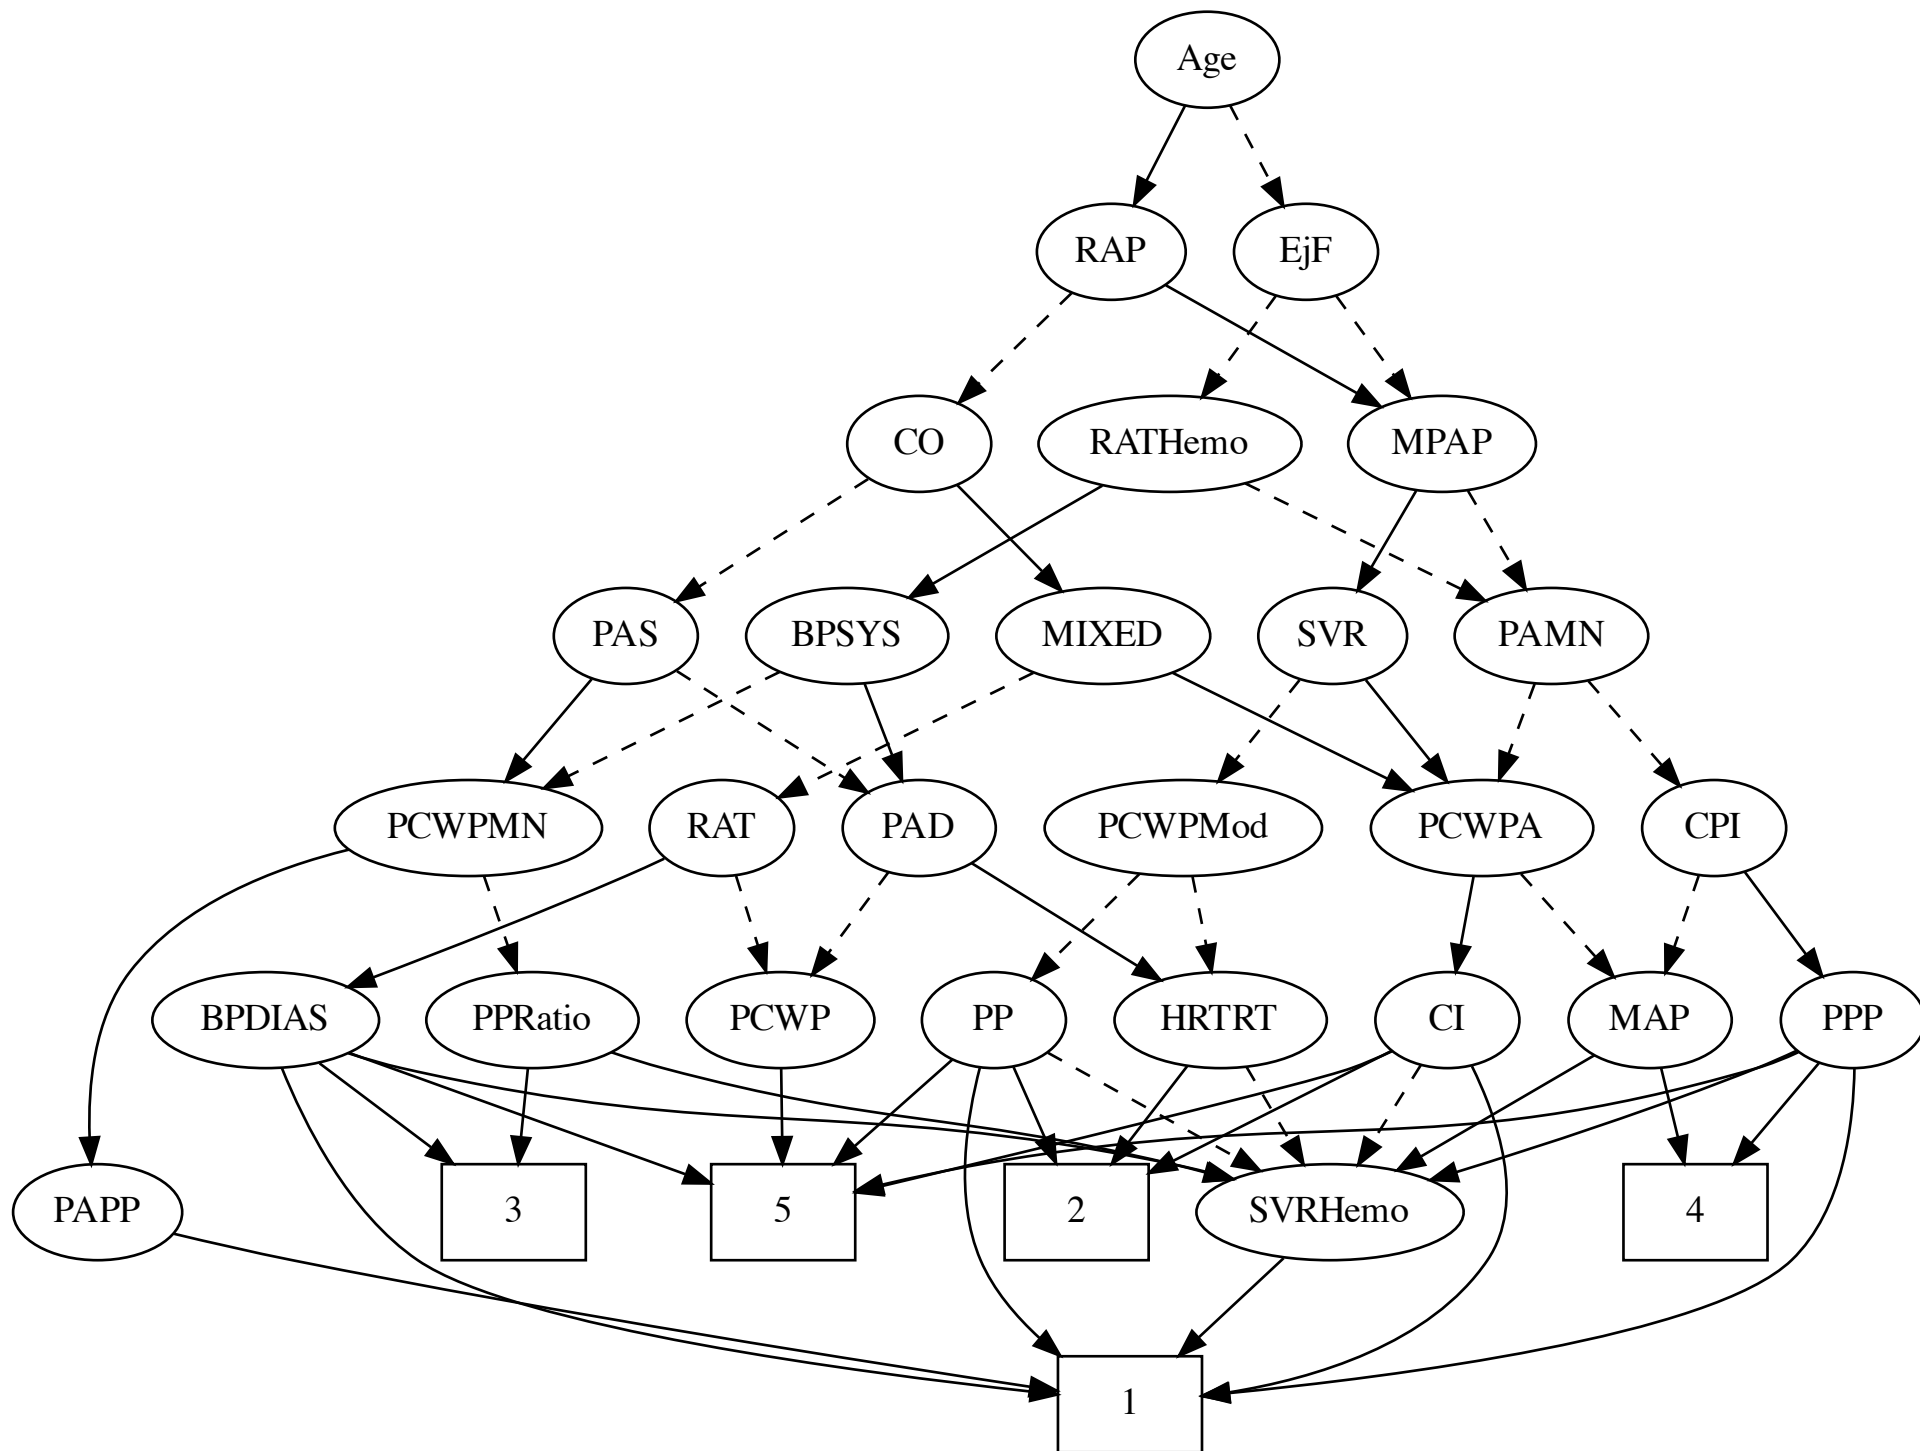 Age
RAP
EjF
CO
RATHemo
MPAP
PAS
BPSYS
MIXED
SVR
PAMN
PCWPMN
RAT
PAD
PCWPMod
PCWPA
CPI
BPDIAS
PPRatio
PCWP
PP
HRTRT
CI
MAP
PPP
PAPP
3
5
2
SVRHemo
4
1